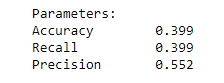 Parameters:
Accuracy 0.399
Recall 0.399
Precision 0.552